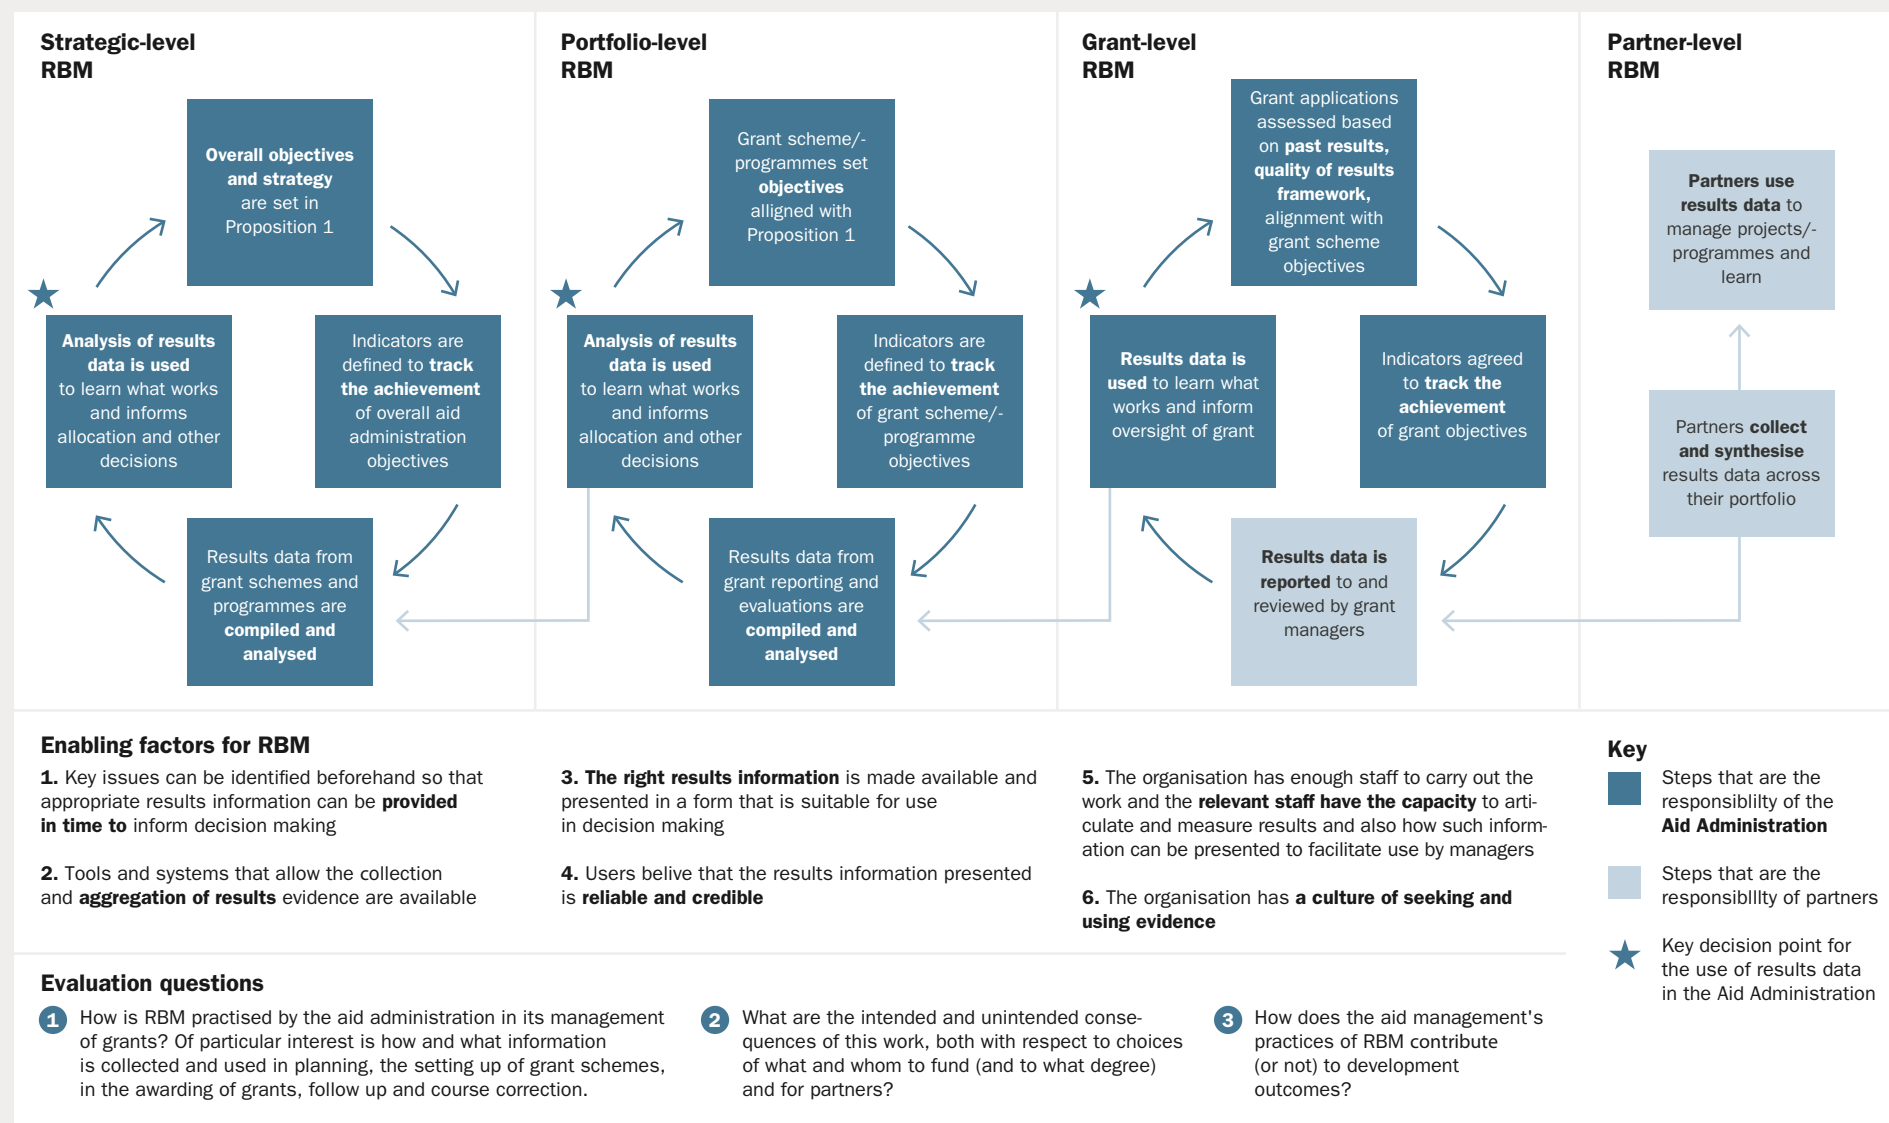 Strategic-level
RBM
Overall objectives
and strategy
are set in
Proposition 1
Analysis of results
data is used
to learn what works
and informs
allocation and other
decisions
Indicators are
defined to track
the achievement
of overall aid
administration
objectives
Results data from
grant schemes and
programmes are
compiled and
analysed
Portfolio-level
RBM
Grant scheme/-
programmes set
objectives
alligned with
Proposition 1
Analysis of results
data is used
to learn what works
and informs
allocation and other
decisions
Indicators are
defined to track
the achievement
of grant scheme/-
programme
objectives
Results data from
grant reporting and
evaluations are
compiled and
analysed
Grant-level
RBM
Grant applications
assessed based
on past results,
quality of results
framework,
alignment with
grant scheme
objectives
Results data is
used to learn what
works and inform
oversight of grant
Indicators agreed
to track the
achievement
of grant objectives
Results data is
reported to and
reviewed by grant
managers
Partner-level
RBM
Partners use
results data to
manage projects/-
programmes and
learn
Partners collect
and synthesise
results data across
their portfolio
Enabling factors for RBM
1. Key issues can be identified beforehand so that
appropriate results information can be provided
in time to inform decision making
2. Tools and systems that allow the collection
and aggregation of results evidence are available
3. The right results information is made available and
presented in a form that is suitable for use
in decision making
4. Users belive that the results information presented
is reliable and credible
5. The organisation has enough staff to carry out the
work and the relevant staff have the capacity to arti-
culate and measure results and also how such inform-
ation can be presented to facilitate use by managers
6. The organisation has a culture of seeking and
using evidence
Key
Steps that are the
responsiblilty of the
Aid Administration
Steps that are the
responsibllIty of partners
Key decision point for
the use of results data
in the Aid Administration
Evaluation questions
1 How is RBM practised by the aid administration in its management
of grants? Of particular interest is how and what information
is collected and used in planning, the setting up of grant schemes,
in the awarding of grants, follow up and course correction.
2 What are the intended and unintended conse-
quences of this work, both with respect to choices
of what and whom to fund (and to what degree)
and for partners?
3 How does the aid management's
practices of RBM contribute
(or not) to development
outcomes?